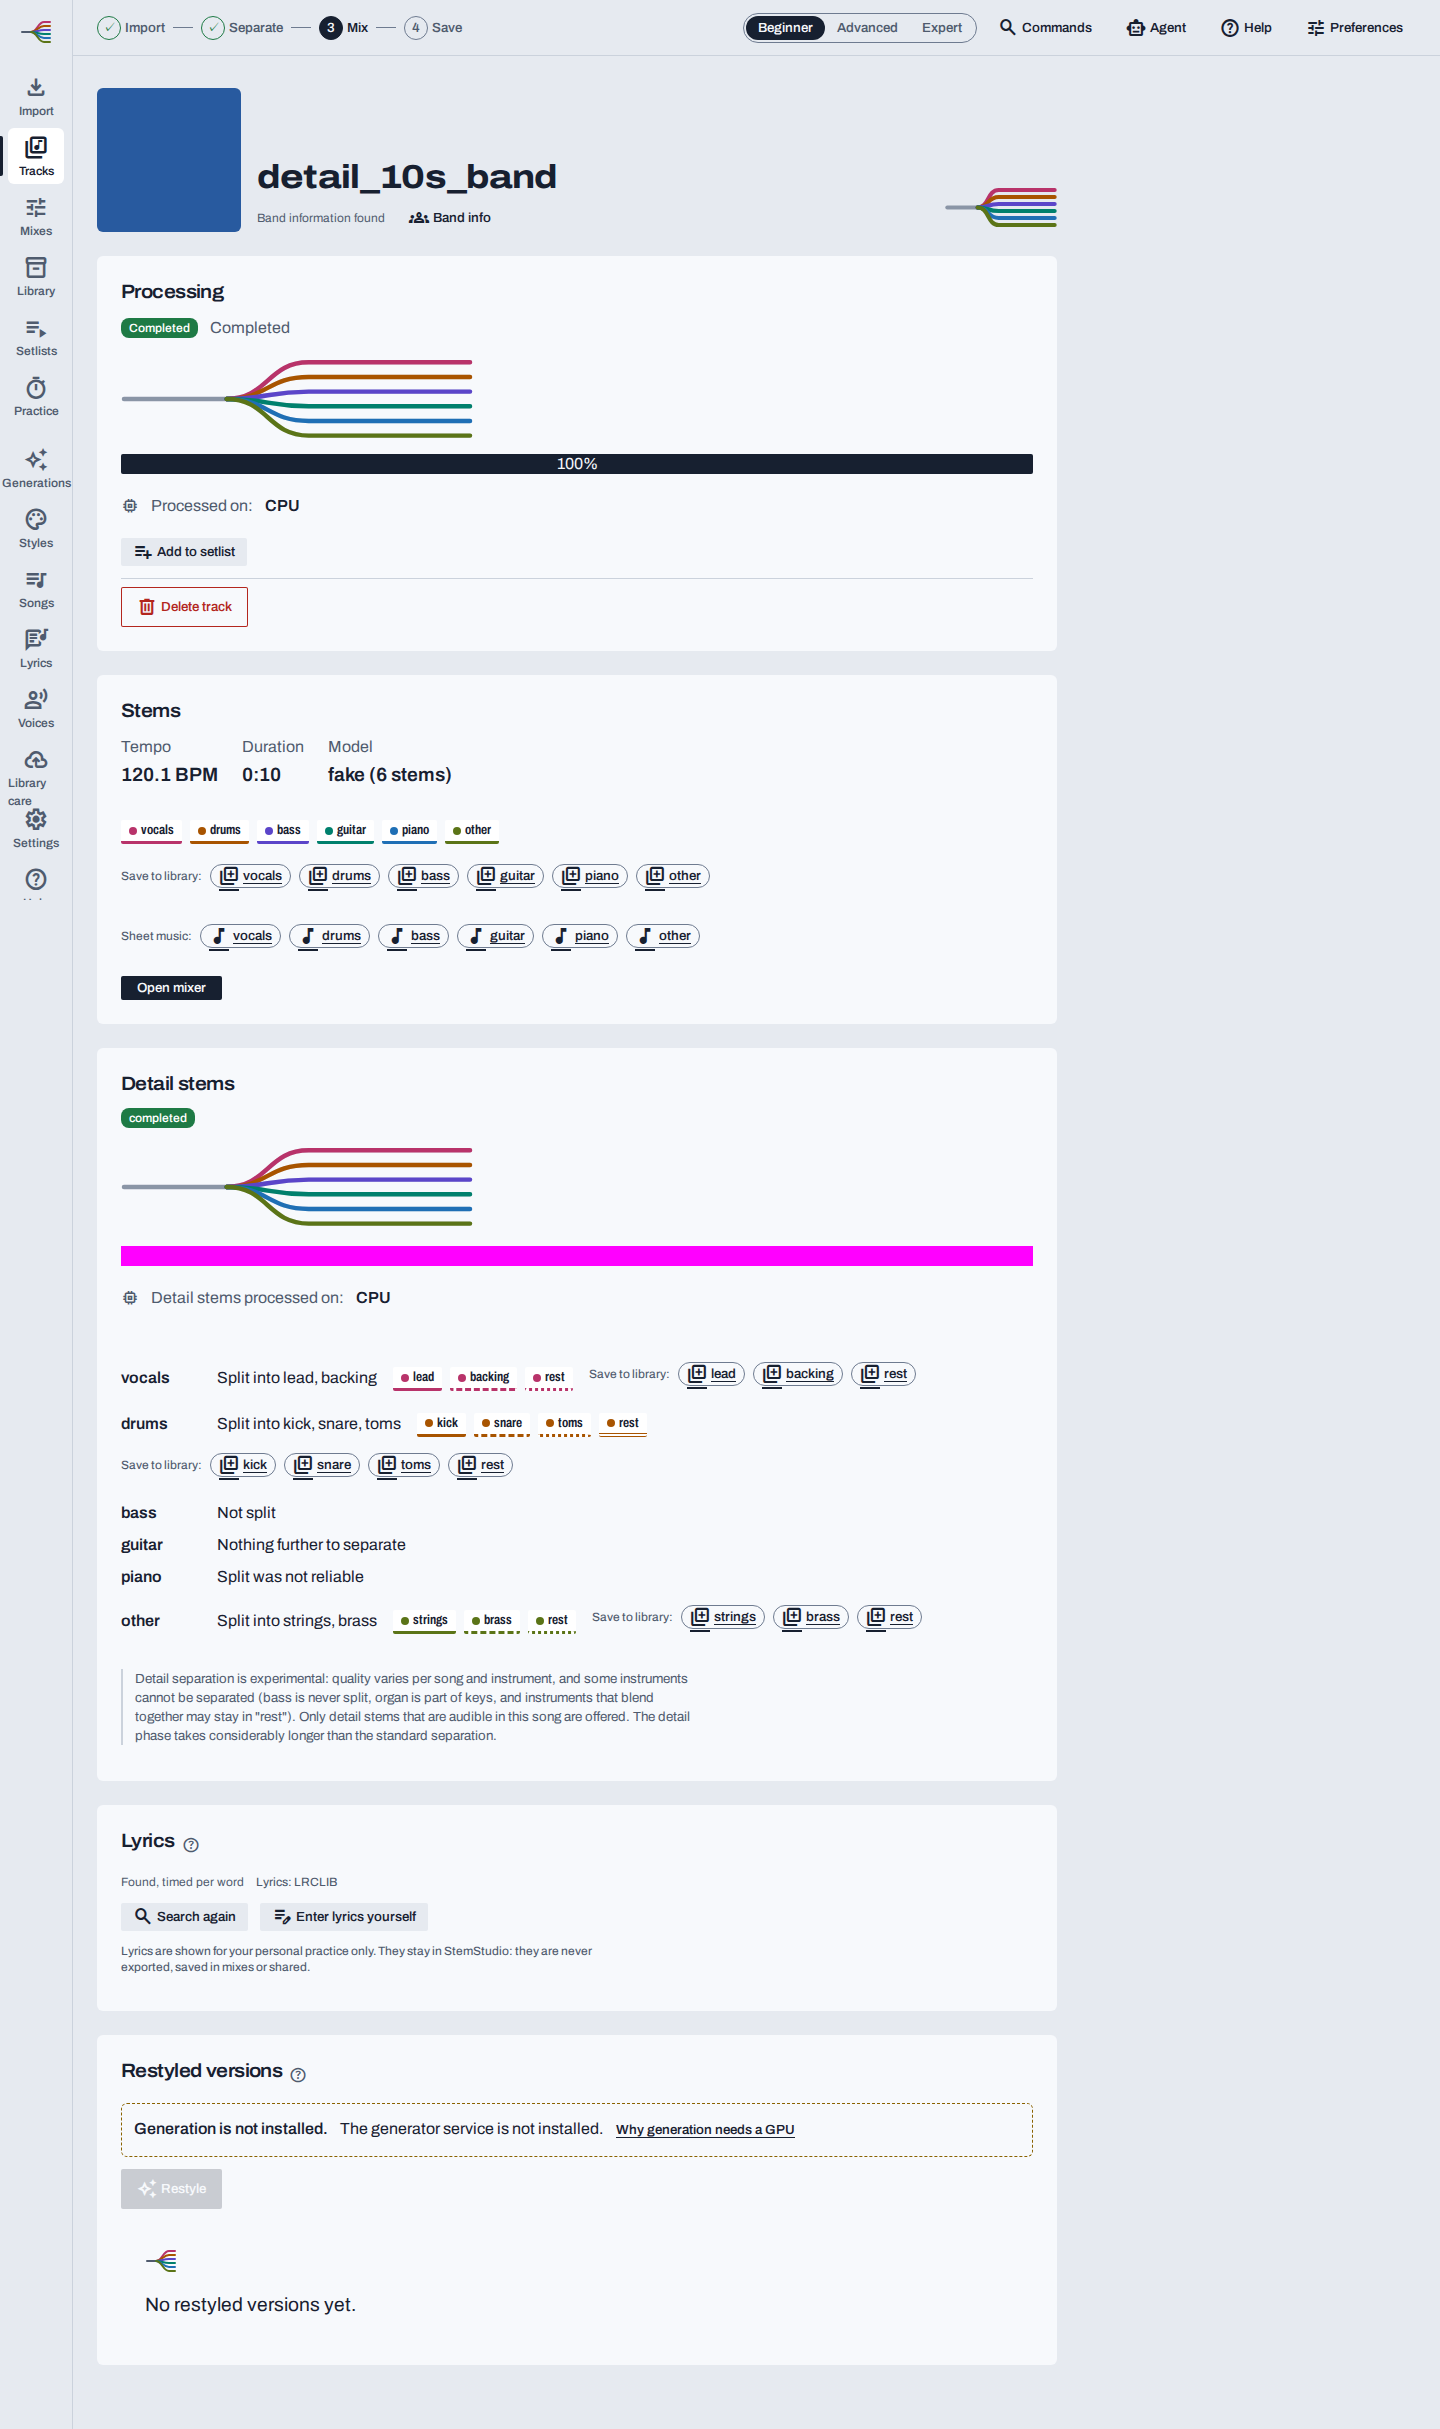 Import
Separate
3 Mix
4 Save
Beginner
Advanced
Expert
Commands
Agent
Help
Preferences
Import
Tracks
Mixes
Library
Setlists
Practice
Generations
Styles
Songs
Lyrics
Voices
Library
care
Settings
detail_10s_band
Band information found
Band info
Processing
Completed Completed
100%
Processed on: CPU
Add to setlist
Delete track
Stems
Tempo Duration Model
120.1 BPM 0:10 fake (6 stems)
vocals drums bass guitar piano other
Save to library: vocals drums bass guitar piano other
Sheet music: vocals drums bass guitar piano other
Open mixer
Detail stems
completed
Detail stems processed on: CPU
vocals Split into lead, backing lead backing rest Save to library: lead backing rest
drums Split into kick, snare, toms kick snare toms rest
Save to library: kick snare toms rest
bass Not split
guitar Nothing further to separate
piano Split was not reliable
other Split into strings, brass strings brass rest Save to library: strings brass rest
Detail separation is experimental: quality varies per song and instrument, and some instruments
cannot be separated (bass is never split, organ is part of keys, and instruments that blend
together may stay in "rest"). Only detail stems that are audible in this song are offered. The detail
phase takes considerably longer than the standard separation.
Lyrics
Found, timed per word Lyrics: LRCLIB
Search again
Enter lyrics yourself
Lyrics are shown for your personal practice only. They stay in StemStudio: they are never
exported, saved in mixes or shared.
Restyled versions
Generation is not installed. The generator service is not installed. Why generation needs a GPU
Restyle
No restyled versions yet.